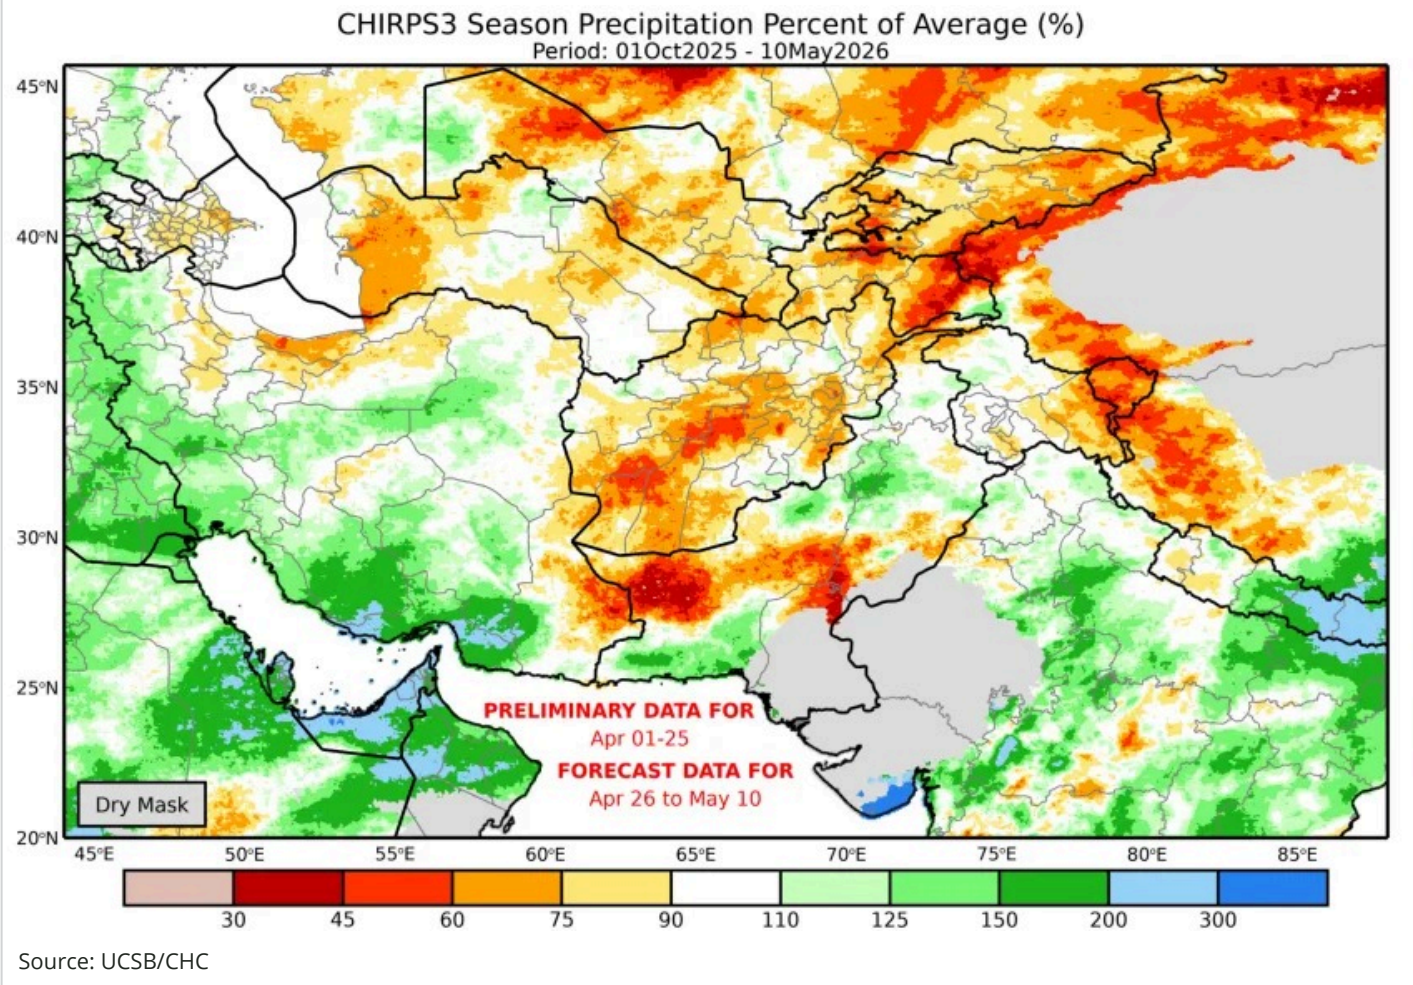 CHIRPS3 Season Precipitation Percent of Average (%)
Period: 01Oct2025 - 10May2026
45°N
40°N
35°N
30°N
25°N
20°N
PRELIMINARY DATA FOR
Apr 01-25
FORECAST DATA FOR
Apr 26 to May 10
Dry Mask
45°E 50°E 55°E 60°E 65°E 70°E 75°E 80°E 85°E
30 45 60 75 90 110 125 150 200 300
Source: UCSB/CHC